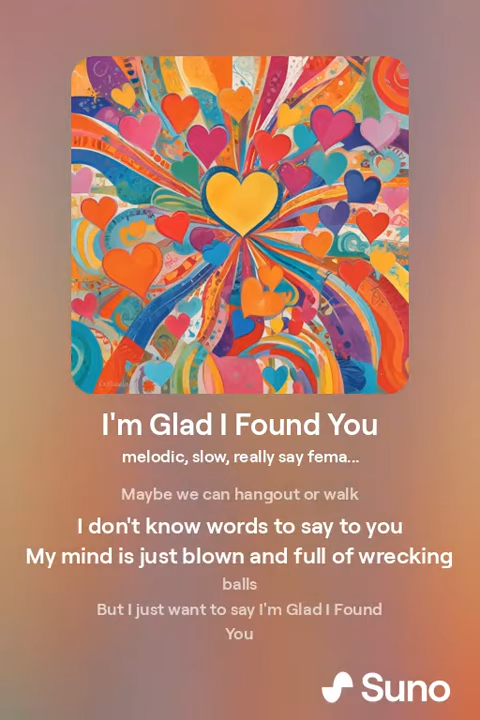 I'm Glad I Found You
melodic, slow, really say fema...
Maybe we can hangout or walk
I don't know words to say to you
My mind is just blown and full of wrecking
balls
But I just want to say I'm Glad I Found
You
Suno